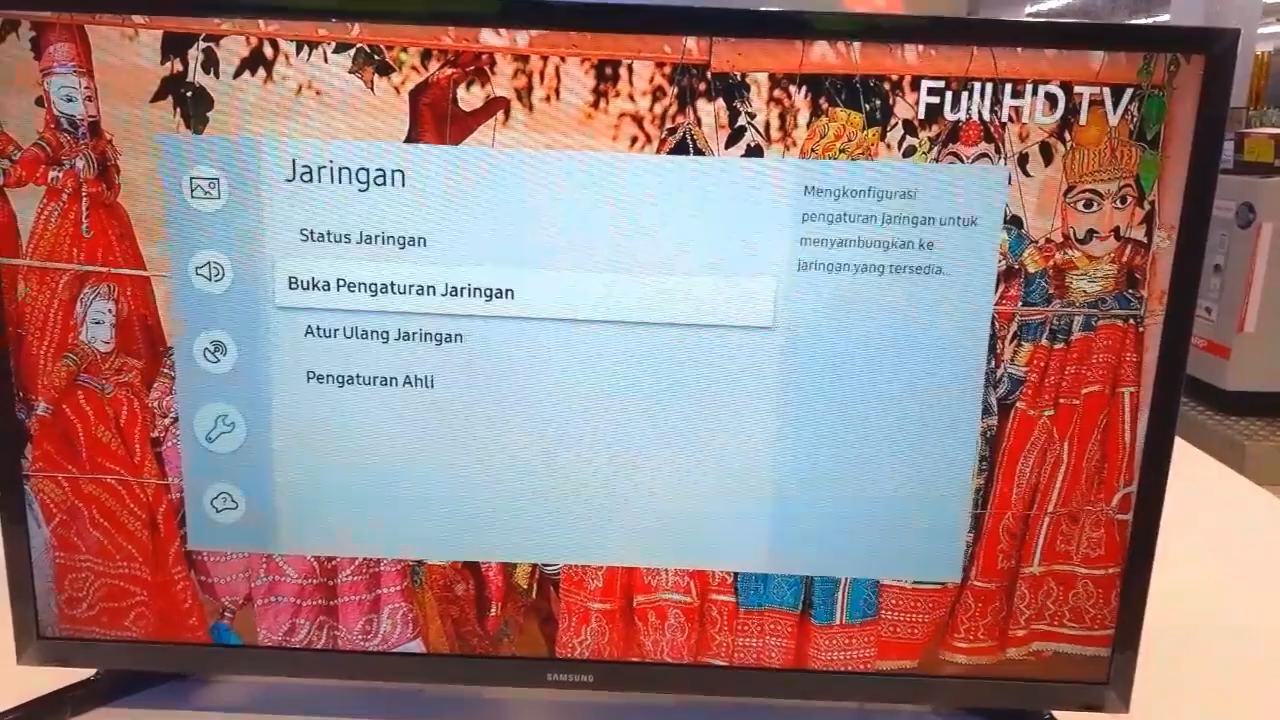 Full HD TV
Jaringan
Status Jaringan
Buka Pengaturan Jaringan
Atur Ulang Jaringan
Pengaturan Ahli
Mengkonfigurasi
pengaturan jaringan untuk
menyambungkan ke
jaringan yang tersedia.
SAMSUNG